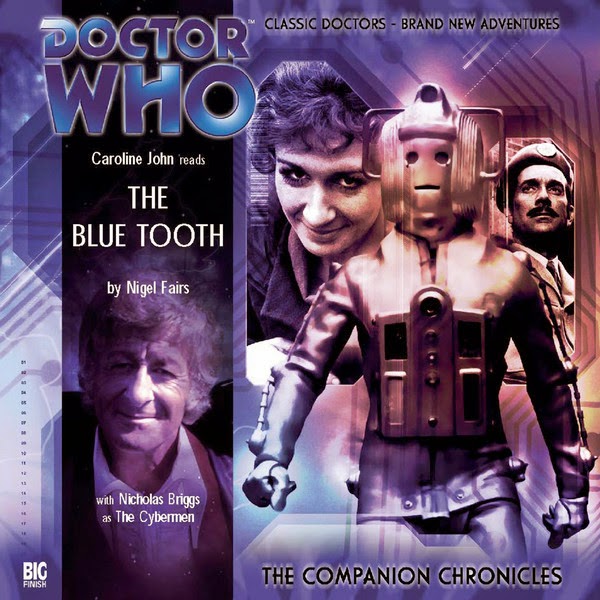 DOCTOR WHO™
CLASSIC DOCTORS - BRAND NEW ADVENTURES
Caroline John reads
THE
BLUE TOOTH
by Nigel Fairs
with Nicholas Briggs
as The Cybermen
BIG
FINISH
THE COMPANION CHRONICLES